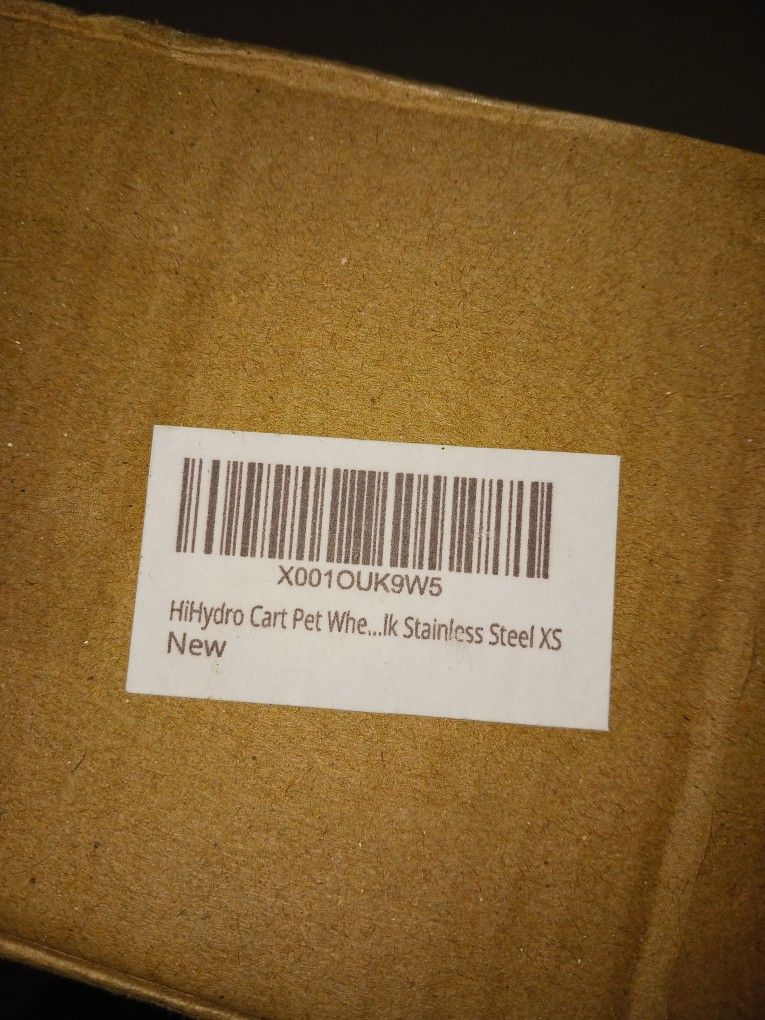 X001OUK9W5
HiHydro Cart Pet Whe...lk Stainless Steel XS
New